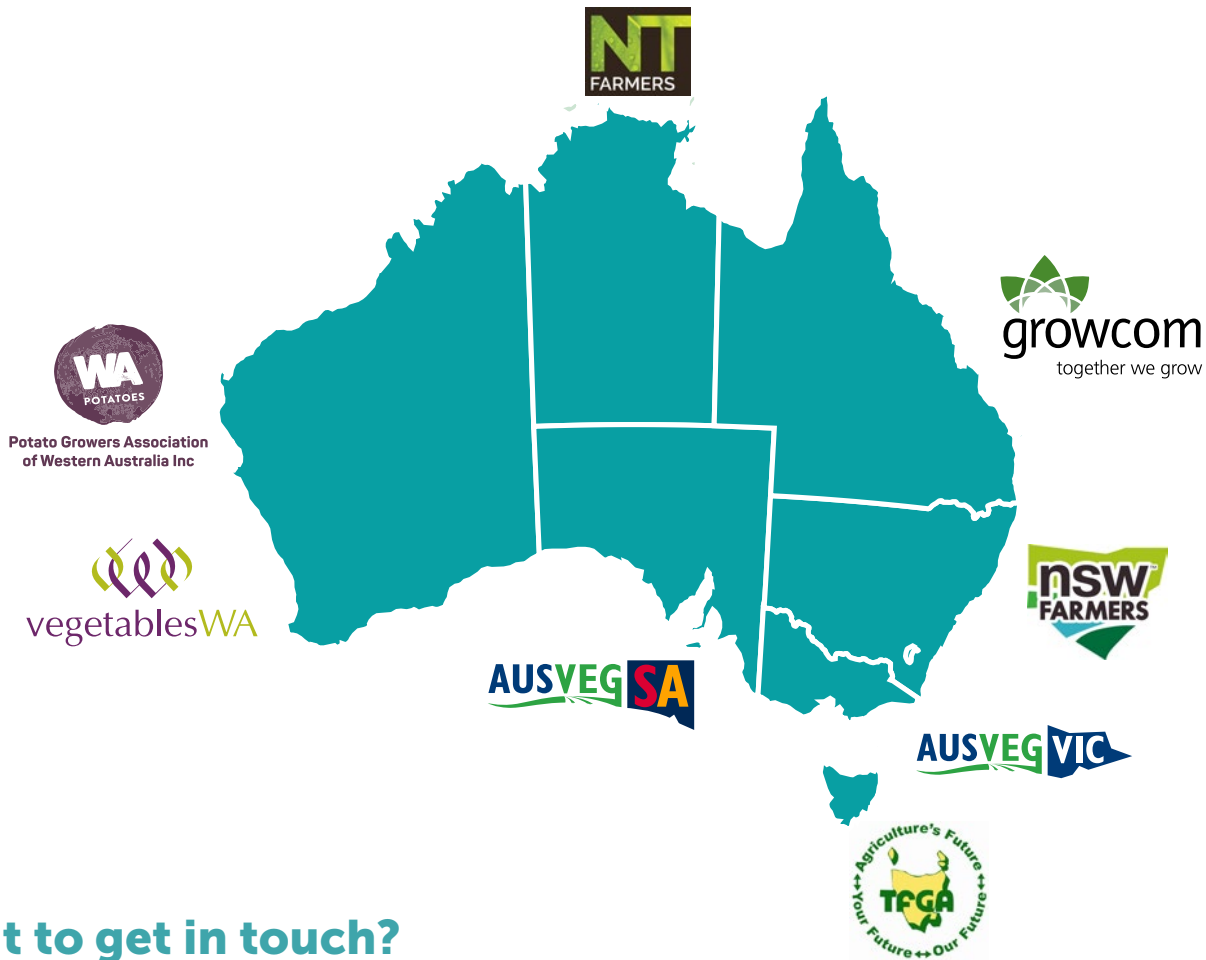 NT
FARMERS
growcom
together we grow
WA
POTATOES
Potato Growers Association
of Western Australia Inc
vegetablesWA
nsw
FARMERS
AUSVEG SA
AUSVEG VIC
Agriculture's Future
Your Future
Our Future
TFGA
t to get in touch?